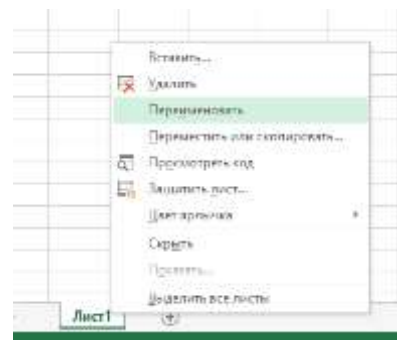 Вставить...
Удалить
Переименовать
Переместить или скопировать...
Просмотреть код
Защитить лист...
Цвет ярлычка
Скрыть
Показать...
Выделить все листы
Лист1